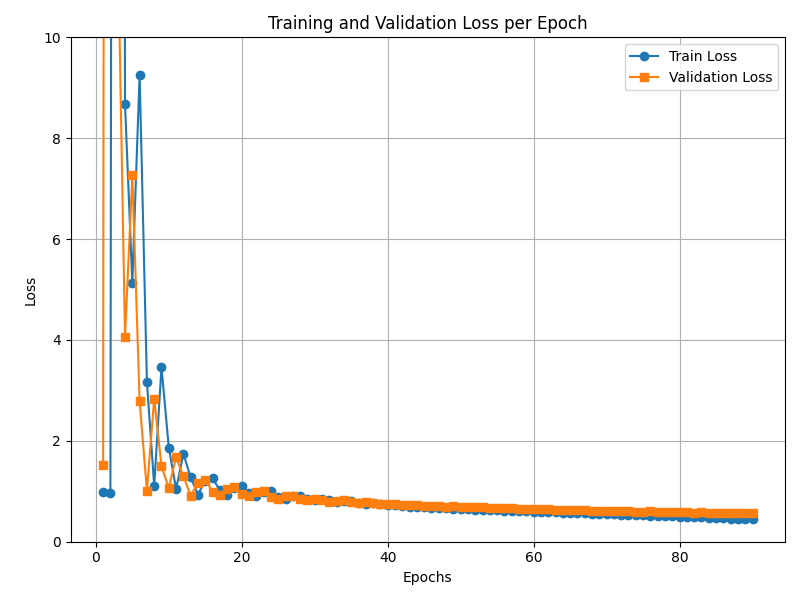 Training and Validation Loss per Epoch
Train Loss
Validation Loss
10
8
6
4
2
0
Loss
0 20 40 60 80
Epochs